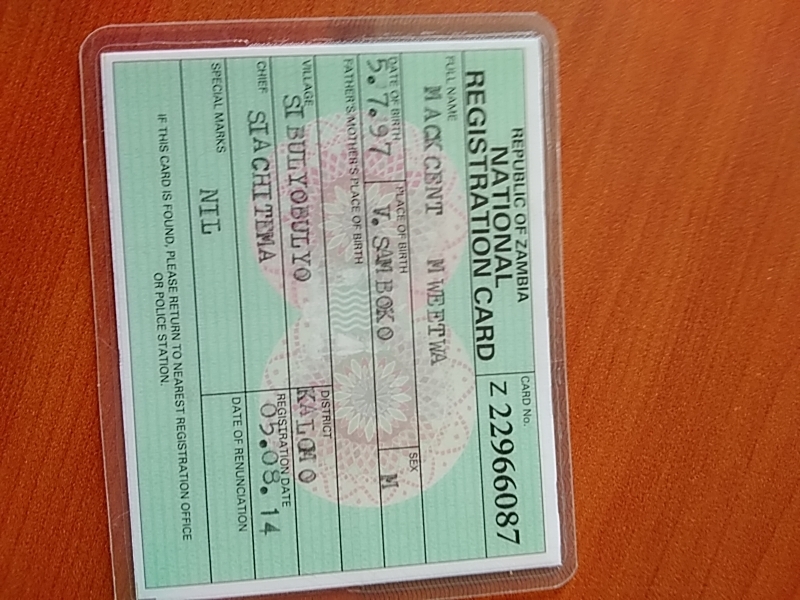 REPUBLIC OF ZAMBIA
NATIONAL
REGISTRATION CARD
CARD No.
Z 22966087
FULL NAME
MACKCENT MWEETWA
DATE OF BIRTH
5.7.97
PLACE OF BIRTH
V.SAMBOKO
SEX
M
FATHER'S/MOTHER'S PLACE OF BIRTH
VILLAGE
SIBULYOBULYO
DISTRICT
KALOMO
CHIEF
SIACHITEMA
REGISTRATION DATE
05.08.14
SPECIAL MARKS
NIL
DATE OF RENUNCIATION
IF THIS CARD IS FOUND, PLEASE RETURN TO NEAREST REGISTRATION OFFICE
OR POLICE STATION.